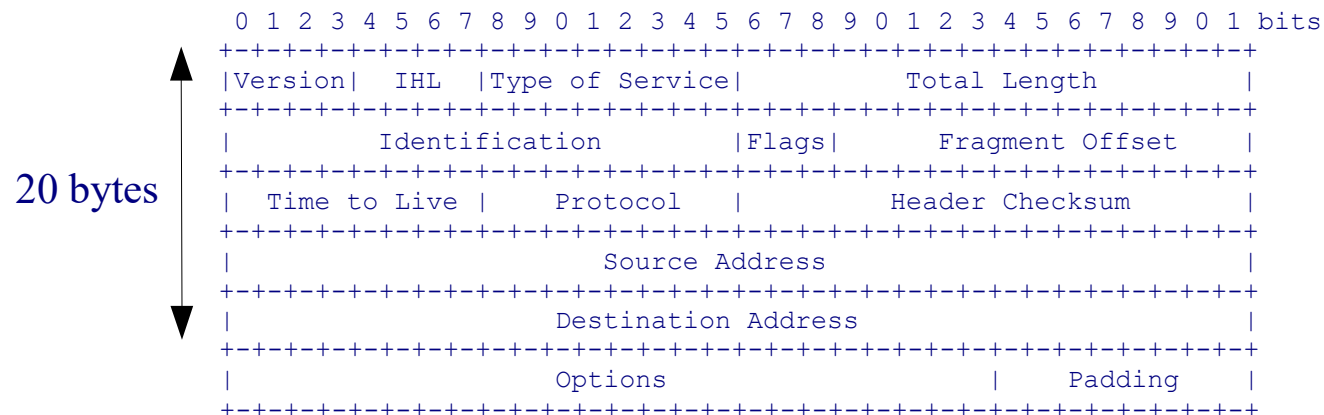 0 1 2 3 4 5 6 7 8 9 0 1 2 3 4 5 6 7 8 9 0 1 2 3 4 5 6 7 8 9 0 1 bits
+-+-+-+-+-+-+-+-+-+-+-+-+-+-+-+-+-+-+-+-+-+-+-+-+-+-+-+-+-+-+-+-+
|Version|  IHL  |Type of Service|          Total Length         |
+-+-+-+-+-+-+-+-+-+-+-+-+-+-+-+-+-+-+-+-+-+-+-+-+-+-+-+-+-+-+-+-+
|         Identification        |Flags|      Fragment Offset    |
+-+-+-+-+-+-+-+-+-+-+-+-+-+-+-+-+-+-+-+-+-+-+-+-+-+-+-+-+-+-+-+-+
20 bytes
|  Time to Live |    Protocol   |         Header Checksum       |
+-+-+-+-+-+-+-+-+-+-+-+-+-+-+-+-+-+-+-+-+-+-+-+-+-+-+-+-+-+-+-+-+
|                       Source Address                          |
+-+-+-+-+-+-+-+-+-+-+-+-+-+-+-+-+-+-+-+-+-+-+-+-+-+-+-+-+-+-+-+-+
|                    Destination Address                        |
+-+-+-+-+-+-+-+-+-+-+-+-+-+-+-+-+-+-+-+-+-+-+-+-+-+-+-+-+-+-+-+-+
|                    Options                    |    Padding    |
+-+-+-+-+-+-+-+-+-+-+-+-+-+-+-+-+-+-+-+-+-+-+-+-+-+-+-+-+-+-+-+-+